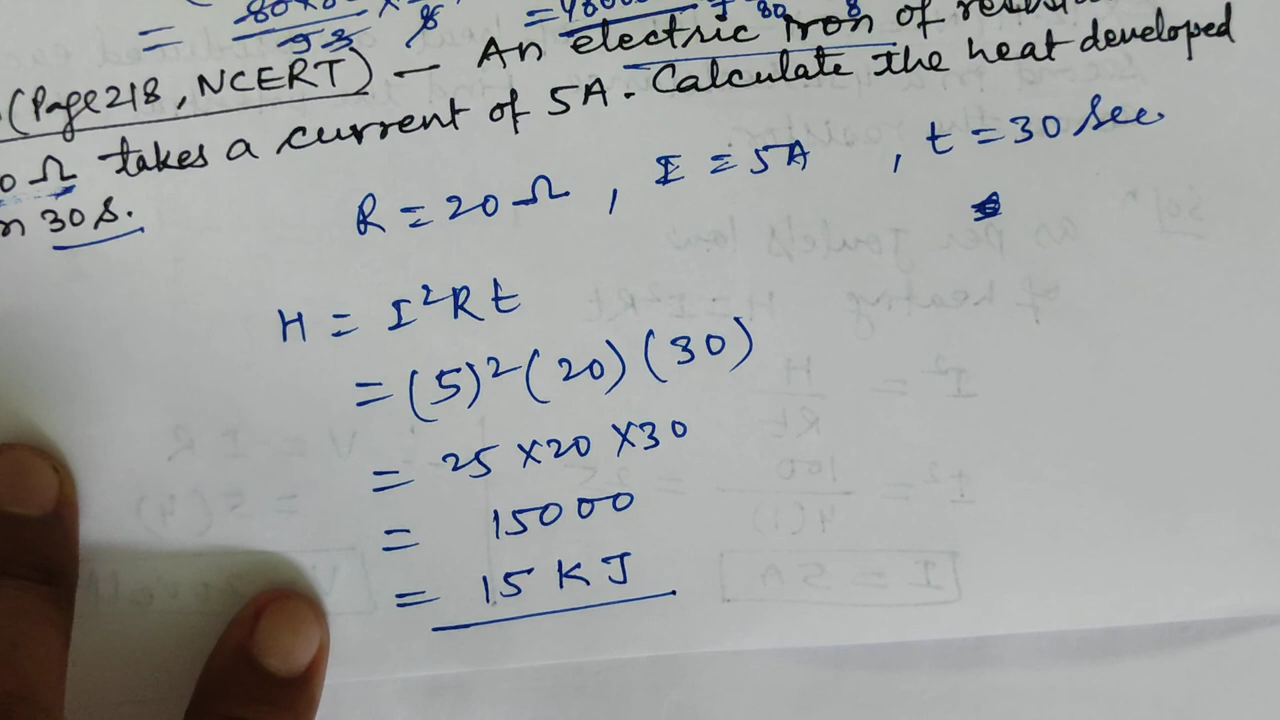 (Page 218, NCERT) — An electric iron of
takes a current of 5A. Calculate the heat developed
30s.
R = 20 Ω , I = 5A , t = 30 Sec
H = I²Rt
= (5)² (20) (30)
= 25 × 20 × 30
= 15000
= 15 KJ